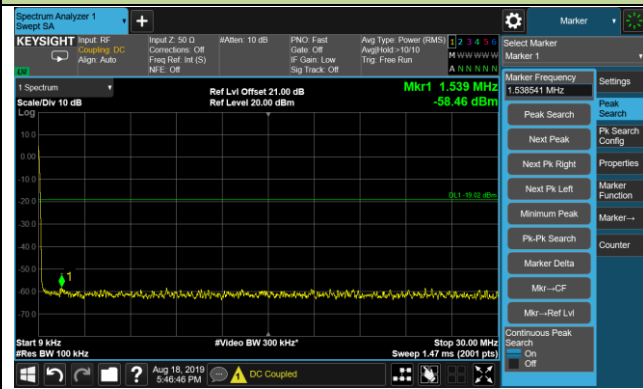 Spectrum Analyzer 1
Swept SA
Marker
KEYSIGHT
Input: RF
Coupling: DC
Align: Auto
Input Z: 50 Ω
Corrections: Off
Freq Ref: Int (S)
NFE: Off
#Atten: 10 dB
PNO: Fast
Gate: Off
IF Gain: Low
Sig Track: Off
Avg Type: Power (RMS)
Avg|Hold:>10/10
Trig: Free Run
1 2 3 4 5 6
M W W W W W
A N N N N N
Select Marker
Marker 1
LW
1 Spectrum
Scale/Div 10 dB
Log
Ref Lvl Offset 21.00 dB
Ref Level 20.00 dBm
Mkr1 1.539 MHz
-58.46 dBm
Marker Frequency
1.538541 MHz
Settings
Peak Search
Peak
Search
Next Peak
Pk Search
Config
Next Pk Right
Properties
Next Pk Left
Marker
Function
Minimum Peak
Marker→
Pk-Pk Search
Counter
Marker Delta
Mkr→CF
Mkr→Ref Lvl
Continuous Peak
Search
On
Off
10.0
0.00
-10.0
-20.0
-30.0
-40.0
-50.0
-60.0
-70.0
DL1 -19.02 dBm
1
Start 9 kHz
#Res BW 100 kHz
#Video BW 300 kHz*
Stop 30.00 MHz
Sweep 1.47 ms (2001 pts)
?
Aug 18, 2019
5:46:46 PM
DC Coupled